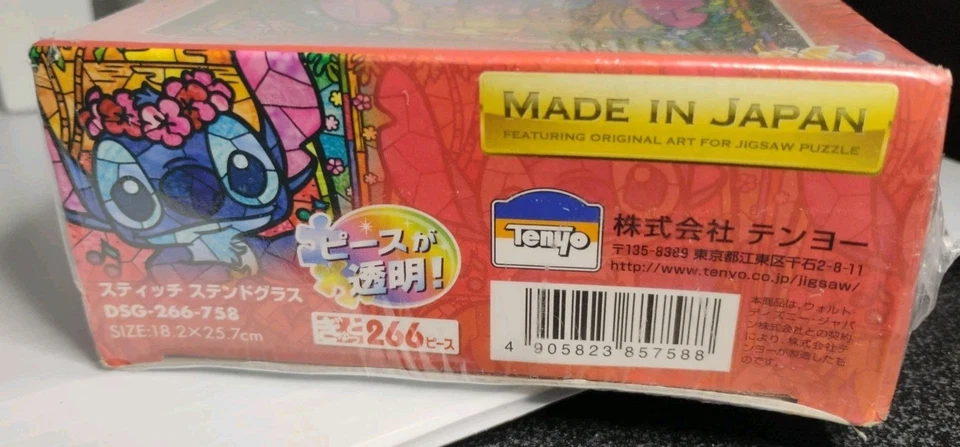 MADE IN JAPAN
FEATURING ORIGINAL ART FOR JIGSAW PUZZLE
Tenyo
株式会社 テンヨー
〒135-8389 東京都江東区千石2-8-11
http://www.tenyo.co.jp/jigsaw/
ピースが
透明!
スティッチ ステンドグラス
DSG-266-758
SIZE:18.2×25.7cm
ぎゅっと
266ピース
4 905823 857588
本商品は、ウォルト・
ディズニー・ジャパ
ン株式会社との契約
により、株式会社テ
ンヨーが製造したも
のです。